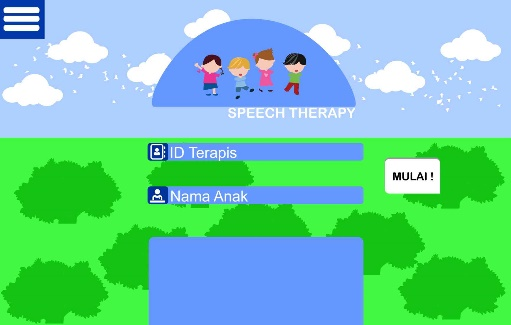 SPEECH THERAPY
ID Terapis
Nama Anak
MULAI !